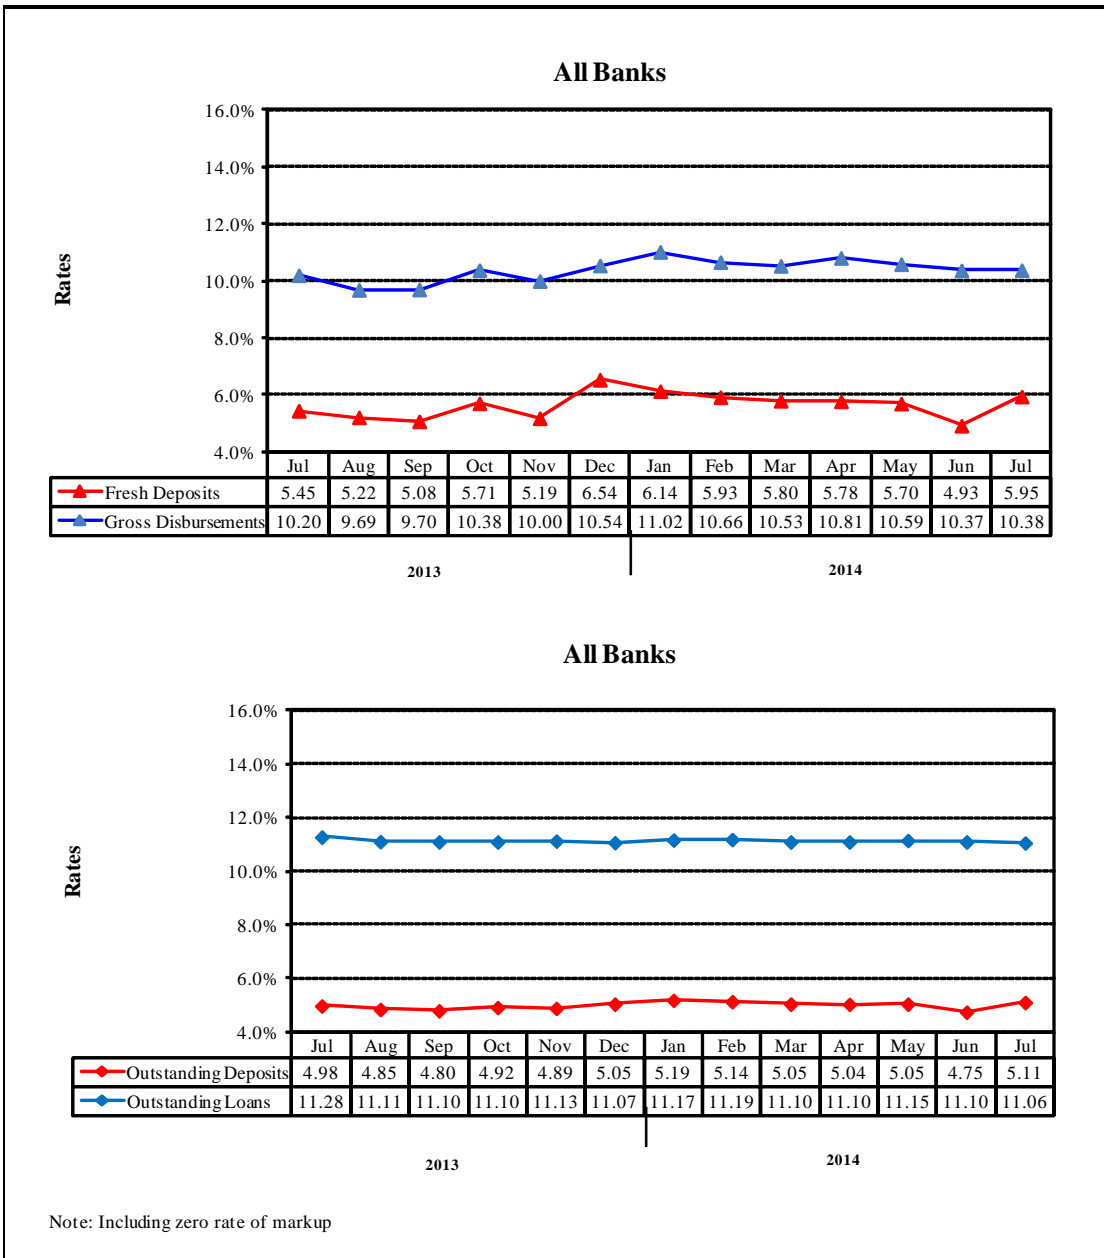 All Banks
16.0%
14.0%
12.0%
10.0%
8.0%
6.0%
4.0%
Rates
Jul Aug Sep Oct Nov Dec Jan Feb Mar Apr May Jun Jul
Fresh Deposits 5.45 5.22 5.08 5.71 5.19 6.54 6.14 5.93 5.80 5.78 5.70 4.93 5.95
Gross Disbursements 10.20 9.69 9.70 10.38 10.00 10.54 11.02 10.66 10.53 10.81 10.59 10.37 10.38
2013 2014
All Banks
16.0%
14.0%
12.0%
10.0%
8.0%
6.0%
4.0%
Rates
Jul Aug Sep Oct Nov Dec Jan Feb Mar Apr May Jun Jul
Outstanding Deposits 4.98 4.85 4.80 4.92 4.89 5.05 5.19 5.14 5.05 5.04 5.05 4.75 5.11
Outstanding Loans 11.28 11.11 11.10 11.10 11.13 11.07 11.17 11.19 11.10 11.10 11.15 11.10 11.06
2013 2014
Note: Including zero rate of markup